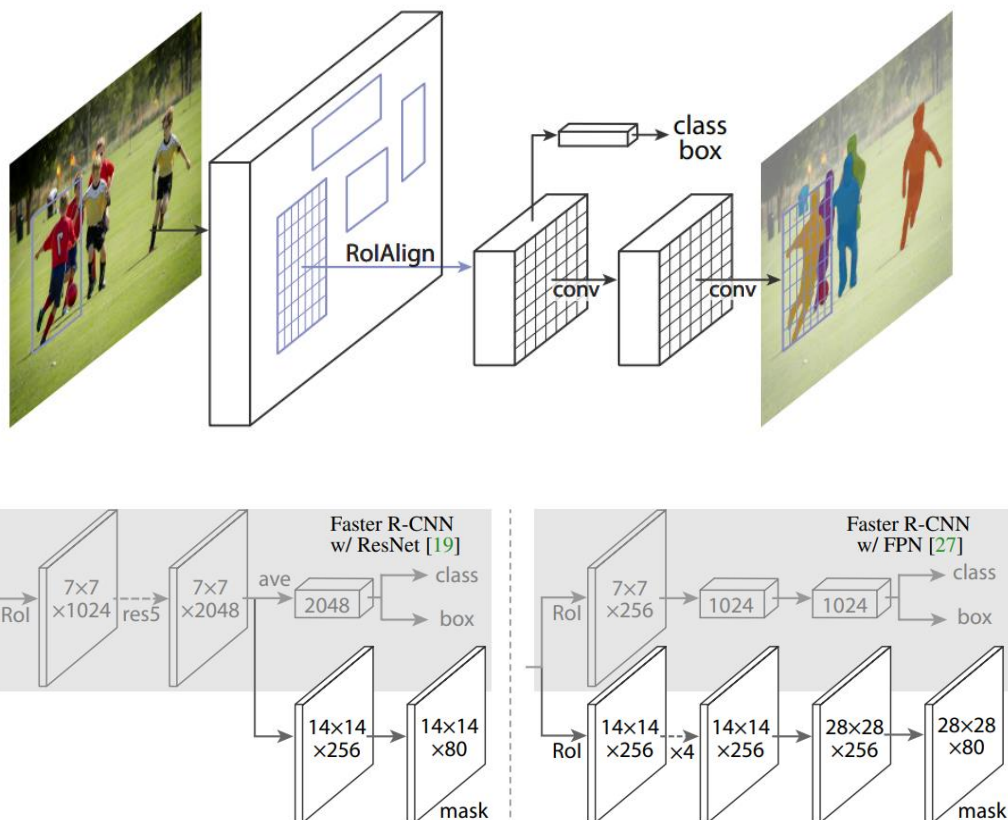 class
box
RoIAlign
conv
conv
Faster R-CNN
w/ ResNet [19]
RoI
7×7
×1024
res5
7×7
×2048
ave
2048
class
box
14×14
×256
14×14
×80
mask
Faster R-CNN
w/ FPN [27]
RoI
7×7
×256
1024
1024
class
box
RoI
14×14
×256
×4
14×14
×256
28×28
×256
28×28
×80
mask